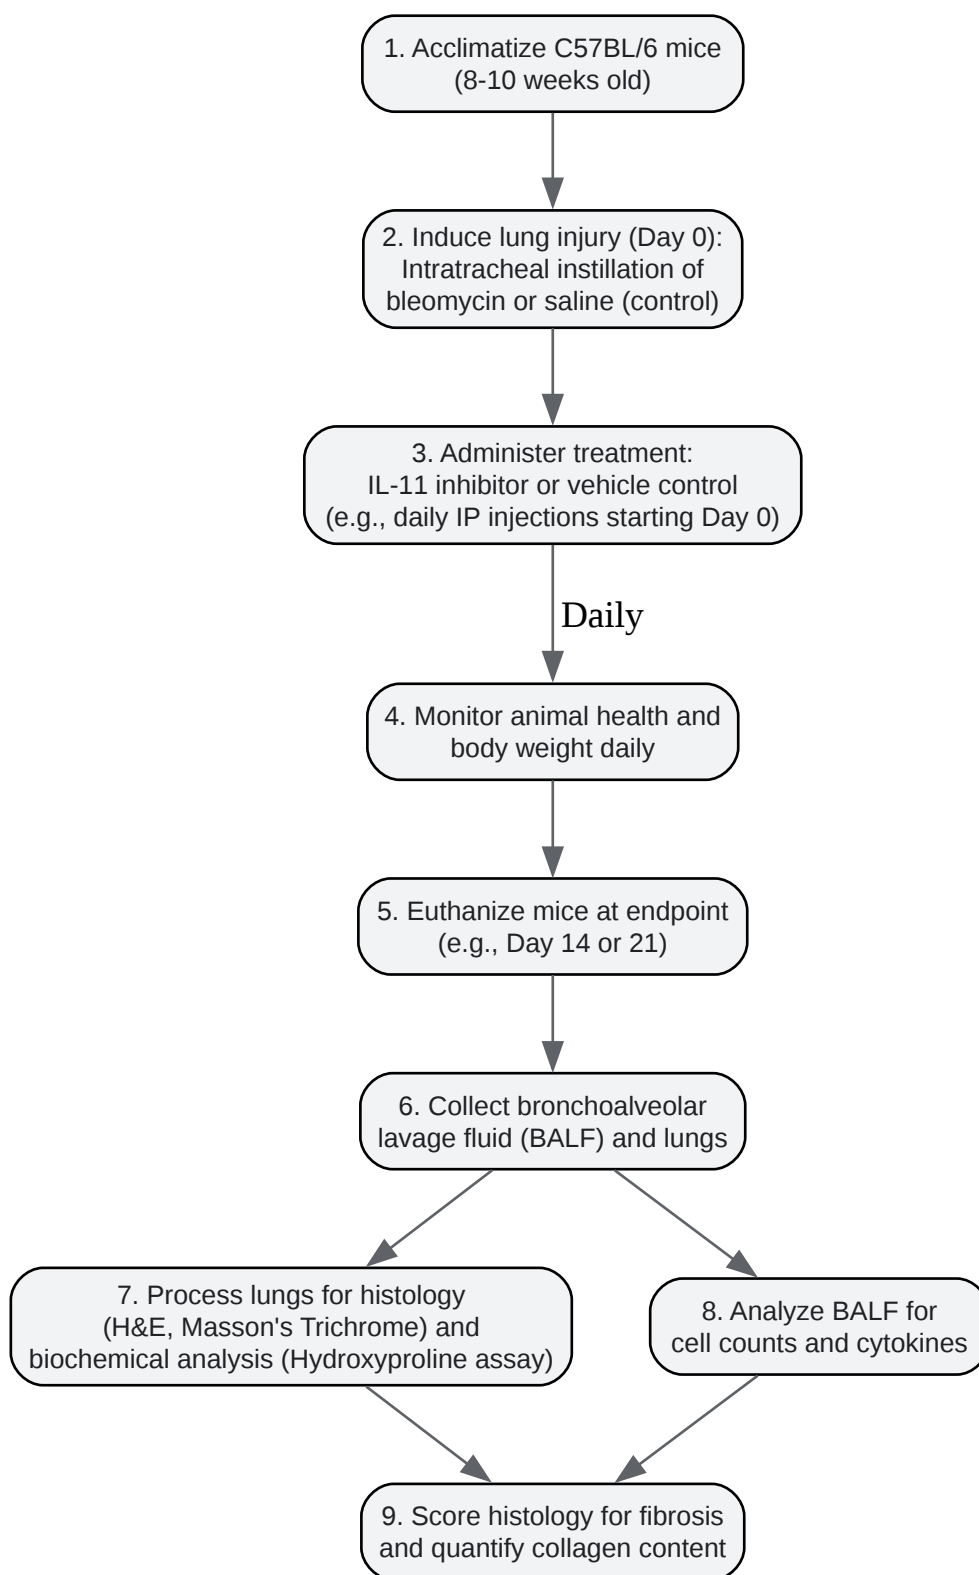 1. Acclimatize C57BL/6 mice
(8-10 weeks old)
2. Induce lung injury (Day 0):
Intratracheal instillation of
bleomycin or saline (control)
3. Administer treatment:
IL-11 inhibitor or vehicle control
(e.g., daily IP injections starting Day 0)
Daily
4. Monitor animal health and
body weight daily
5. Euthanize mice at endpoint
(e.g., Day 14 or 21)
6. Collect bronchoalveolar
lavage fluid (BALF) and lungs
7. Process lungs for histology
(H&E, Masson's Trichrome) and
biochemical analysis (Hydroxyproline assay)
8. Analyze BALF for
cell counts and cytokines
9. Score histology for fibrosis
and quantify collagen content